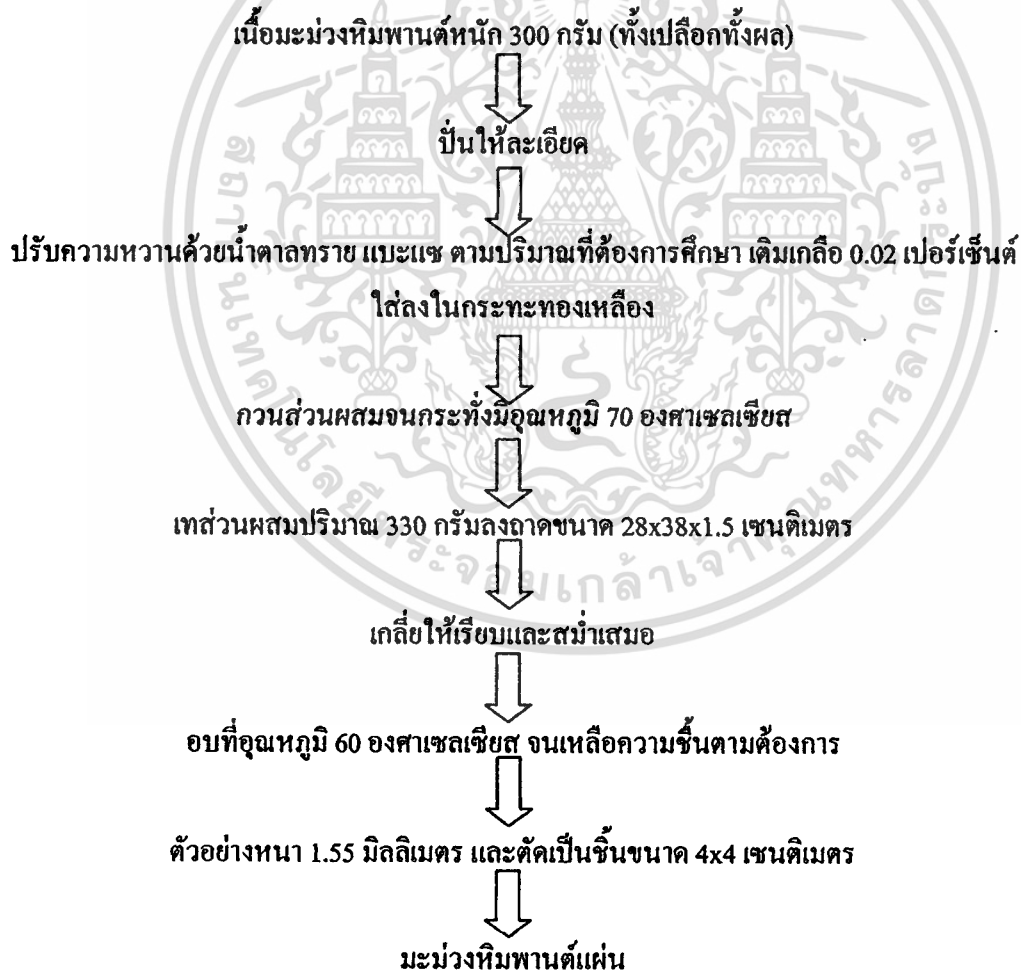 เนื้อมะม่วงหิมพานต์หนัก 300 กรัม (ทั้งเปลือกทั้งผล)
ปั่นให้ละเอียด
ปรับความหวานด้วยน้ำตาลทราย แบะแซ ตามปริมาณที่ต้องการศึกษา เติมเกลือ 0.02 เปอร์เซ็นต์
ใส่ลงในกระทะทองเหลือง
กวนส่วนผสมจนกระทั่งมีอุณหภูมิ 70 องศาเซลเซียส
เทส่วนผสมปริมาณ 330 กรัมลงถาดขนาด 28x38x1.5 เซนติเมตร
เกลี่ยให้เรียบและสม่ำเสมอ
อบที่อุณหภูมิ 60 องศาเซลเซียส จนเหลือความชื้นตามต้องการ
ตัวอย่างหนา 1.55 มิลลิเมตร และตัดเป็นชิ้นขนาด 4x4 เซนติเมตร
มะม่วงหิมพานต์แผ่น